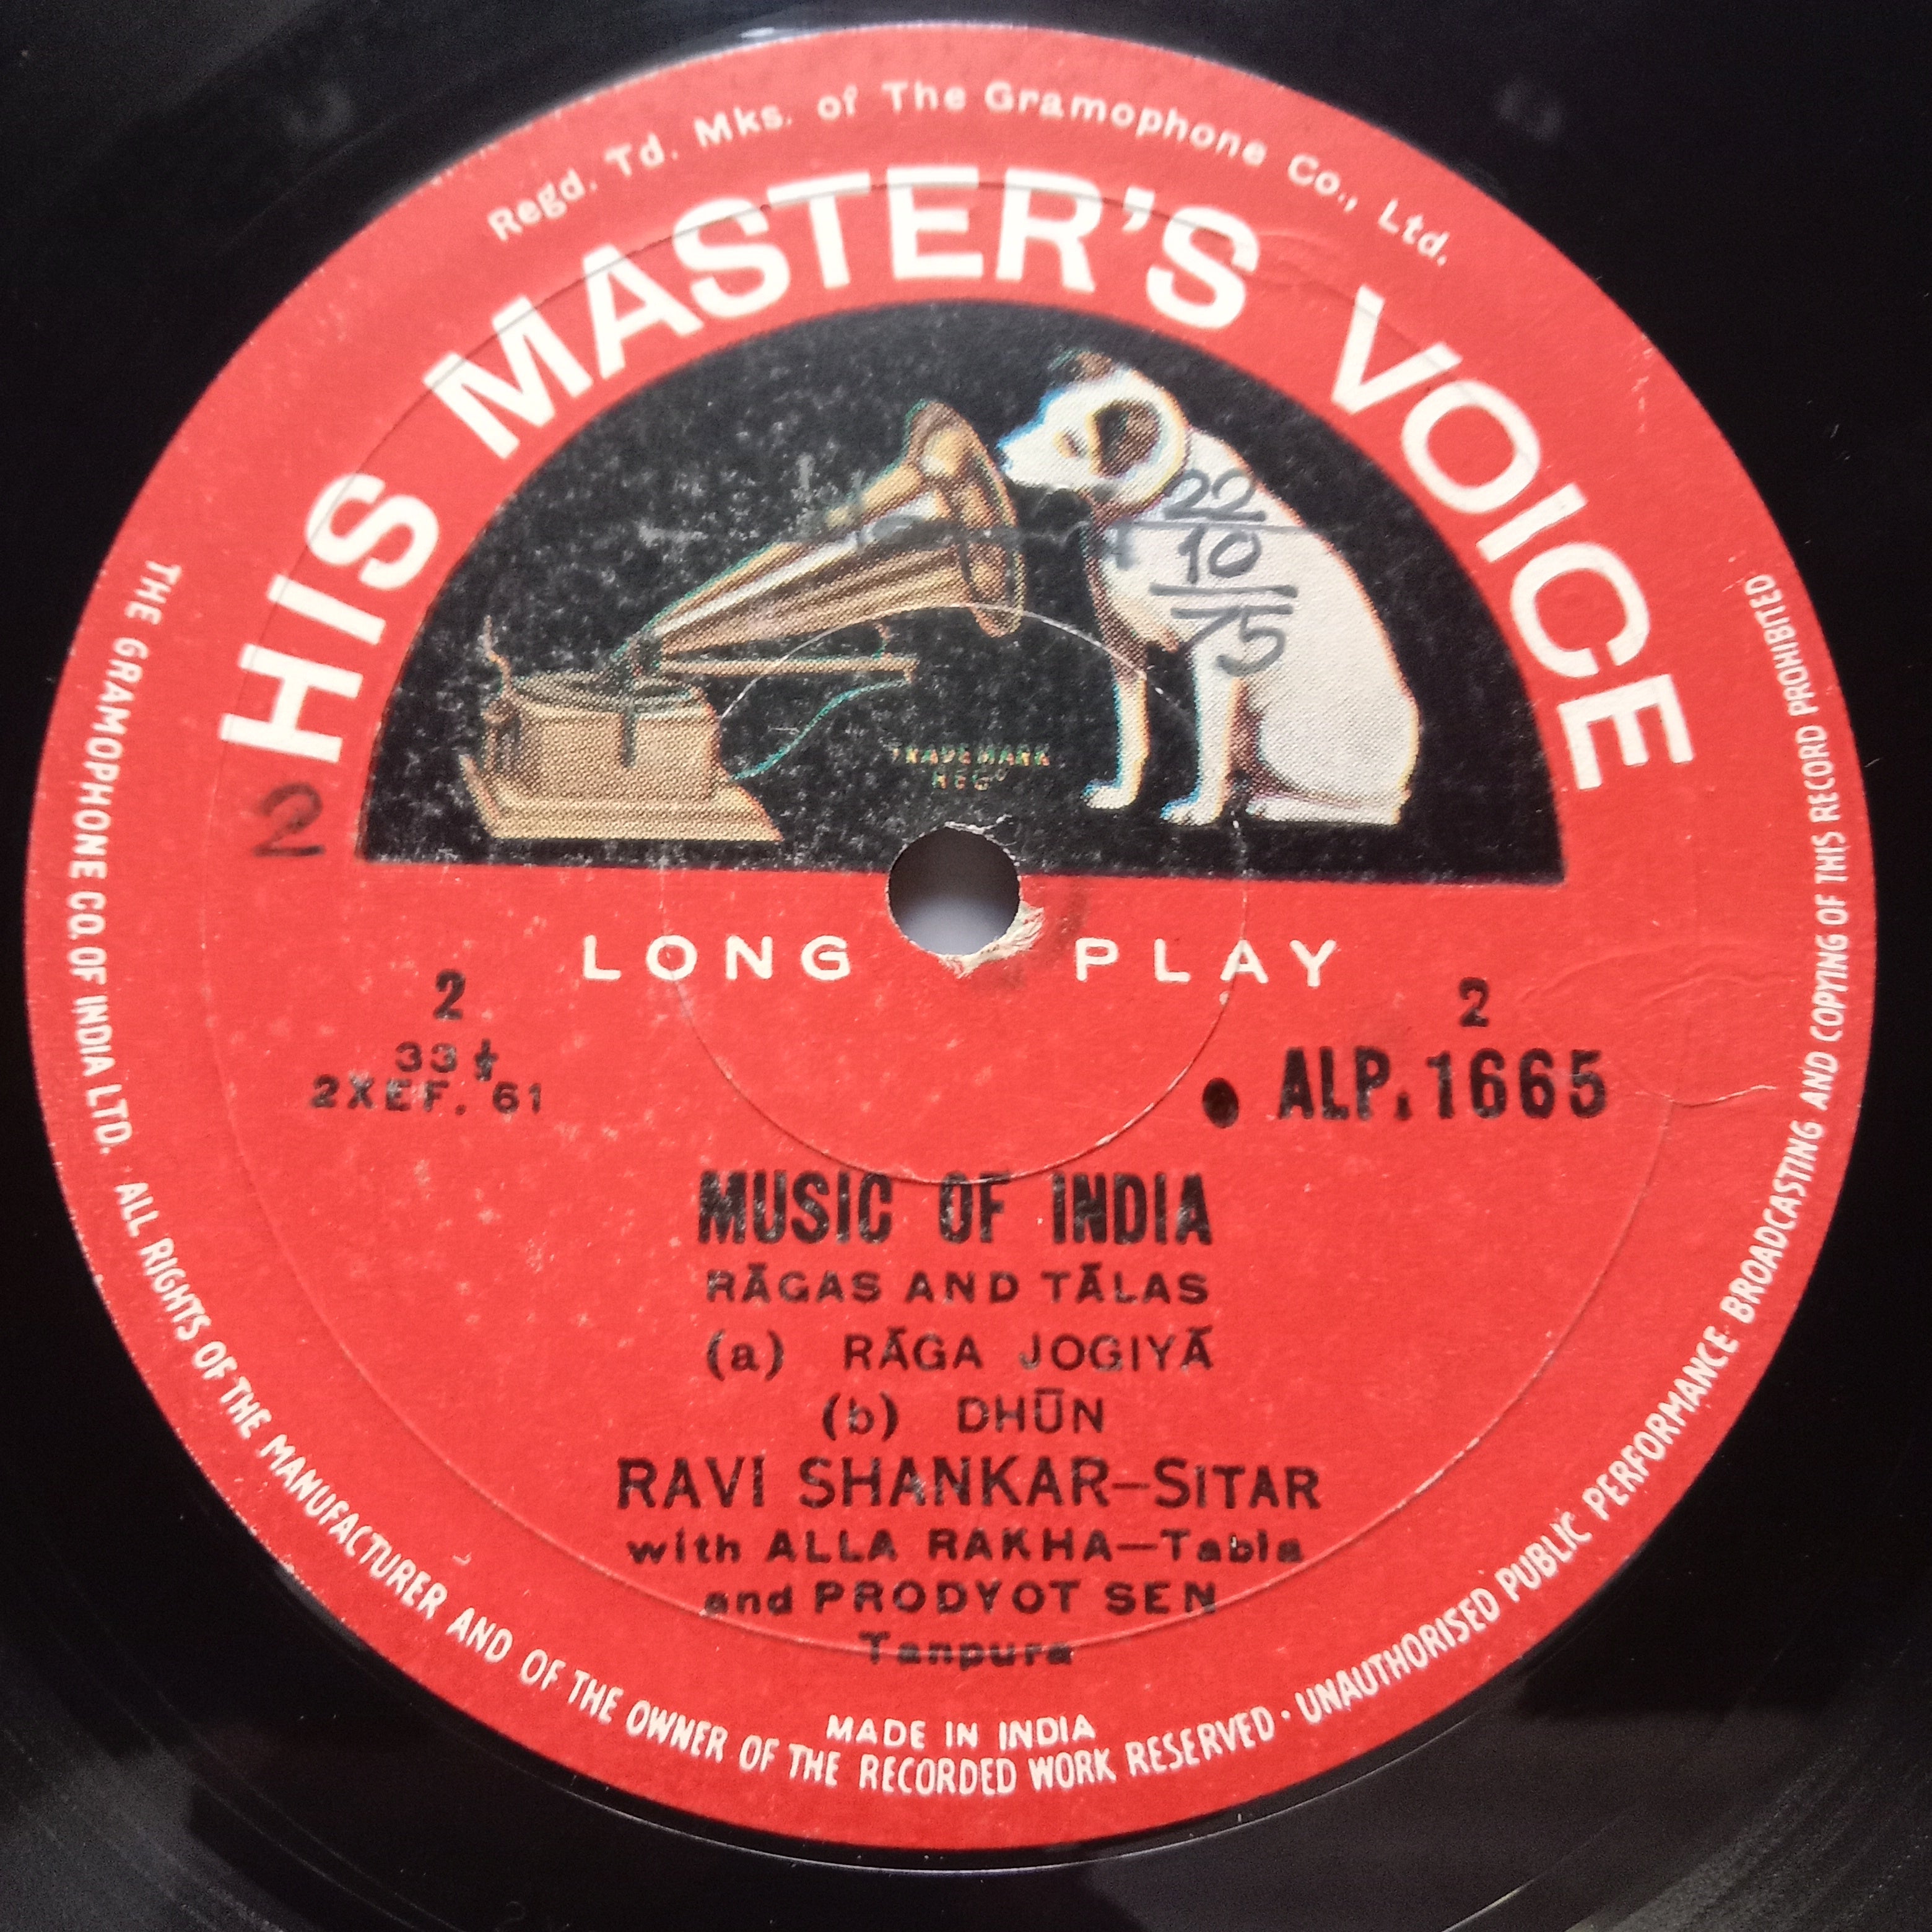 Regd. Td. Mks. of The Gramophone Co., Ltd.
HIS MASTER'S VOICE
22
10
75
TRADE MARK
REGD
2
LONG PLAY
2
33⅓
2XEF. 61
2
ALP. 1665
MUSIC OF INDIA
RĀGAS AND TĀLAS
(a) RĀGA JOGIYĀ
(b) DHŪN
RAVI SHANKAR—SITAR
with ALLA RAKHA—Tabla
and PRODYOT SEN
Tanpura
MADE IN INDIA
THE GRAMOPHONE CO. OF INDIA LTD. ALL RIGHTS OF THE MANUFACTURER AND OF THE OWNER OF THE RECORDED WORK RESERVED · UNAUTHORISED PUBLIC PERFORMANCE BROADCASTING AND COPYING OF THIS RECORD PROHIBITED